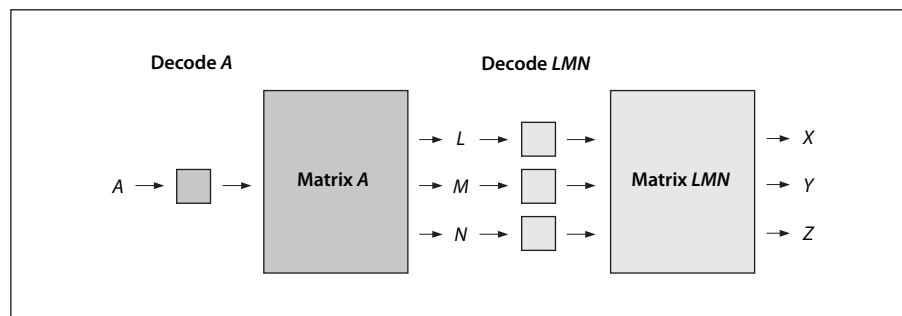 Decode A
Decode LMN
L
X
A
Matrix A
M
Matrix LMN
Y
N
Z